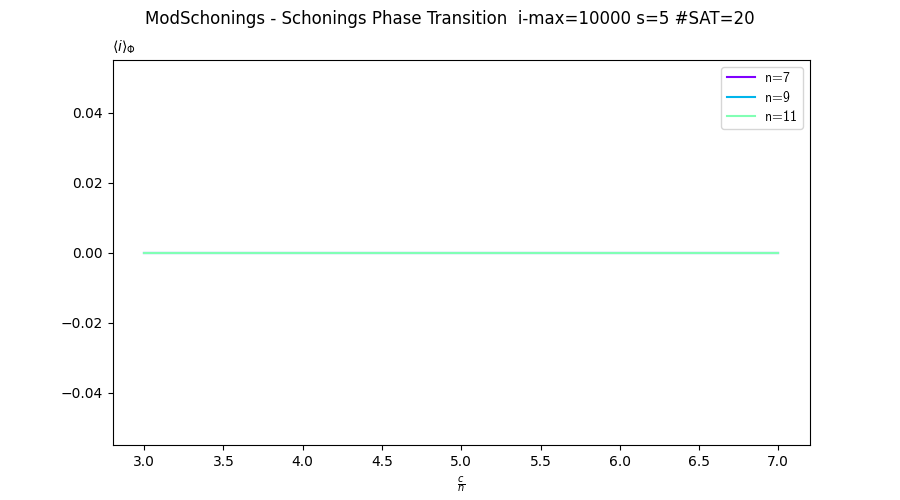 ModSchonings - Schonings Phase Transition  i-max=10000 s=5 #SAT=20
⟨i⟩Φ
n=7
n=9
n=11
0.04
0.02
0.00
−0.02
−0.04
3.0 3.5 4.0 4.5 5.0 5.5 6.0 6.5 7.0
c
n